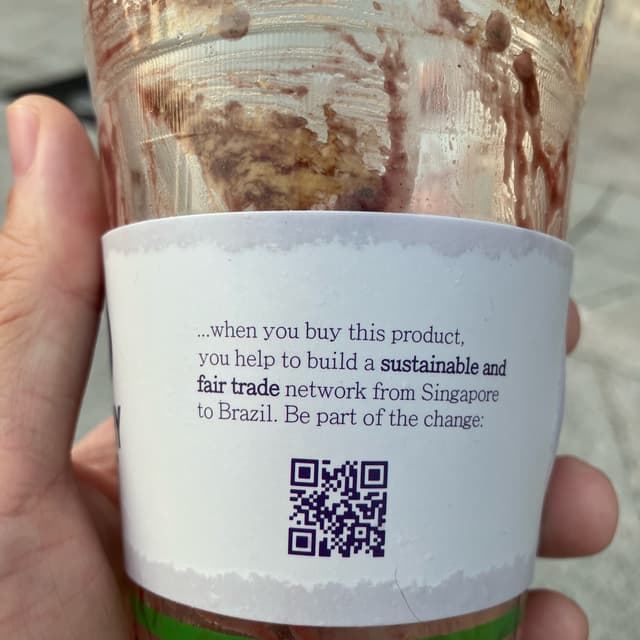 ...when you buy this product,
you help to build a sustainable and
fair trade network from Singapore
to Brazil. Be part of the change: